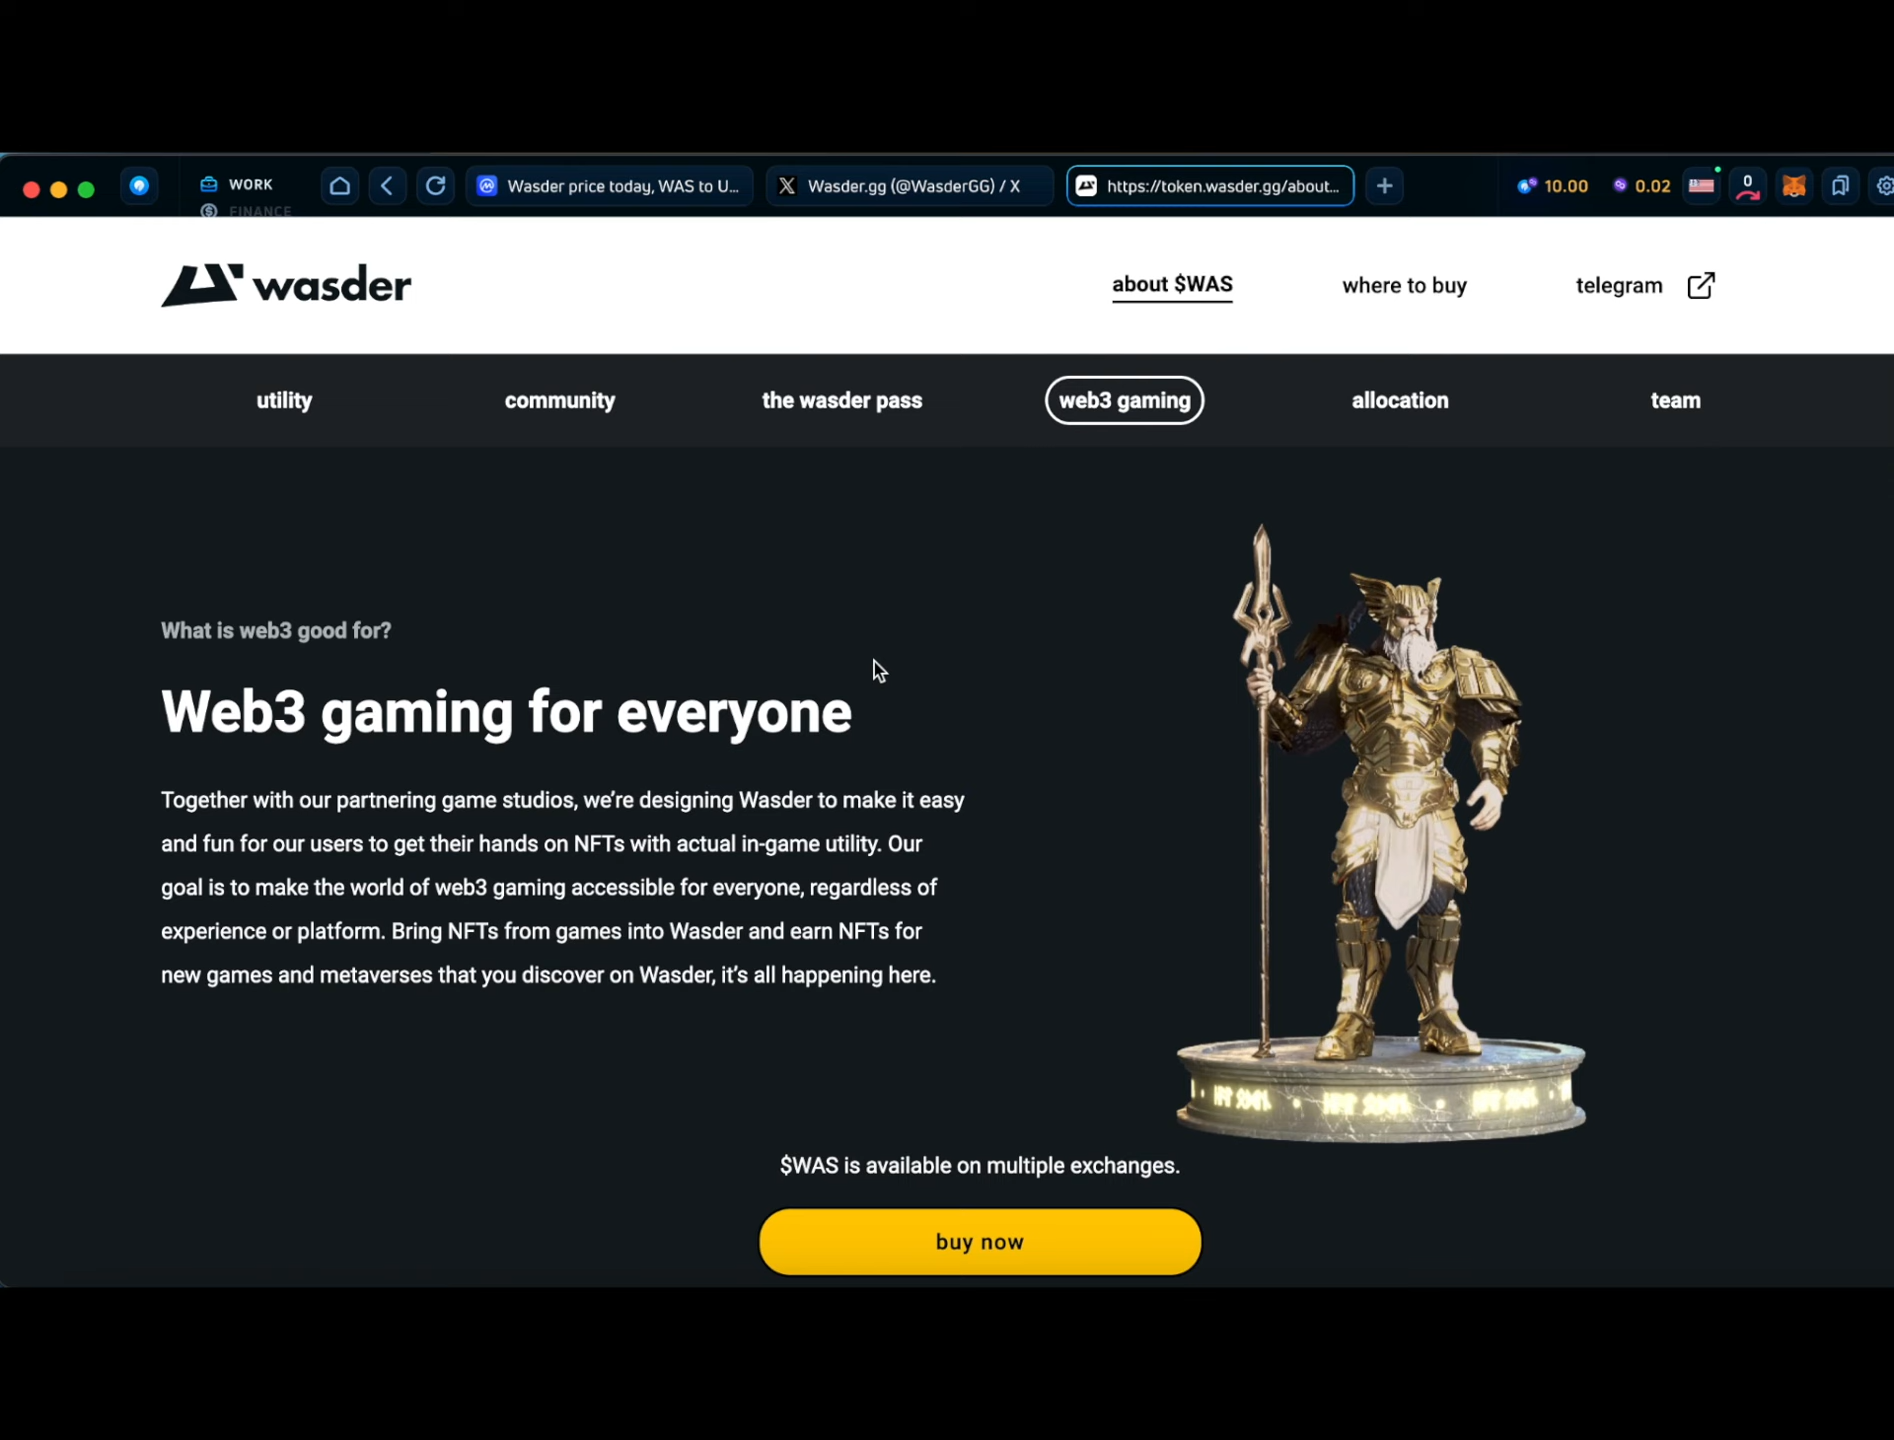 WORK
FINANCE
Wasder price today, WAS to U...
Wasder.gg (@WasderGG) / X
https://token.wasder.gg/about...
10.00
0.02
0
wasder
about $WAS
where to buy
telegram
utility
community
the wasder pass
web3 gaming
allocation
team
What is web3 good for?
Web3 gaming for everyone
Together with our partnering game studios, we're designing Wasder to make it easy
and fun for our users to get their hands on NFTs with actual in-game utility. Our
goal is to make the world of web3 gaming accessible for everyone, regardless of
experience or platform. Bring NFTs from games into Wasder and earn NFTs for
new games and metaverses that you discover on Wasder, it's all happening here.
$WAS is available on multiple exchanges.
buy now